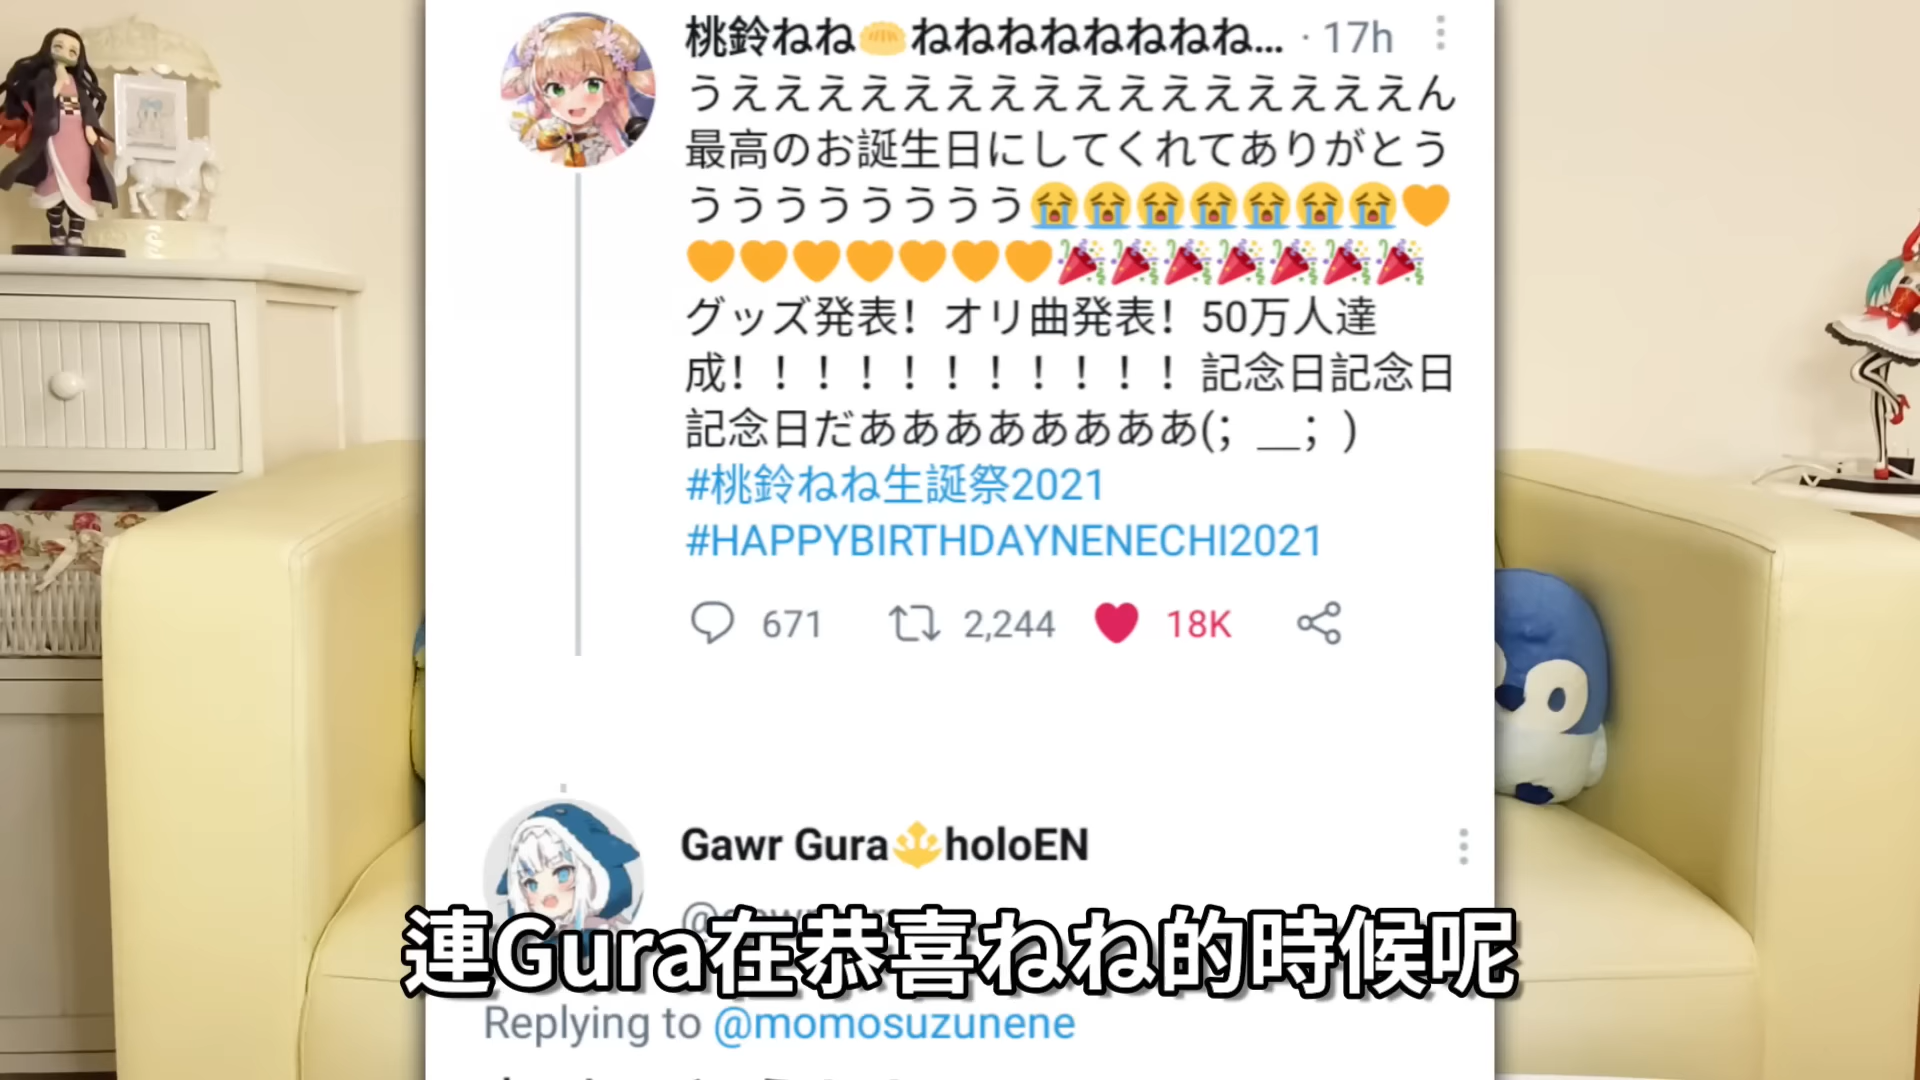 桃鈴ねね🥟ねねねねねねねね... · 17h
うええええええええええええええええん
最高のお誕生日にしてくれてありがとう
うううううううう😭😭😭😭😭😭😭🧡
🧡🧡🧡🧡🧡🧡🧡🎉🎉🎉🎉🎉🎉🎉
グッズ発表！オリ曲発表！50万人達
成！！！！！！！！！！！記念日記念日
記念日だああああああああ(；＿；)
#桃鈴ねね生誕祭2021
#HAPPYBIRTHDAYNENECHI2021
671 2,244 18K
Gawr Gura🔱holoEN
連Gura在恭喜ねね的時候呢
Replying to @momosuzunene